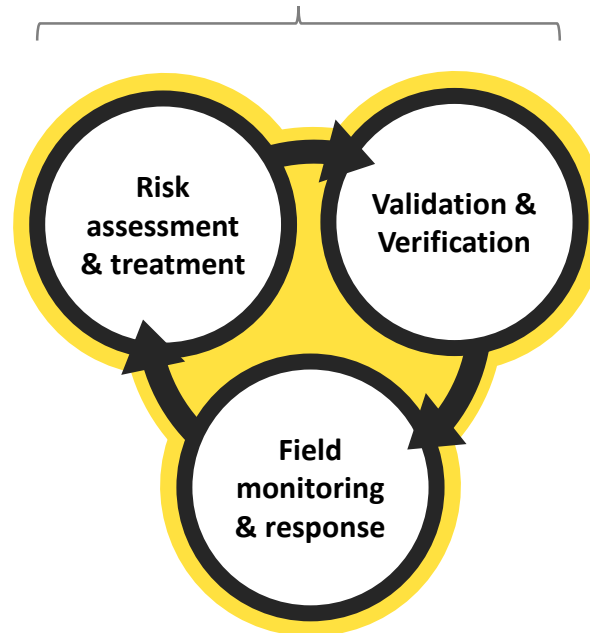 Risk
assessment
& treatment
Validation &
Verification
Field
monitoring
& response